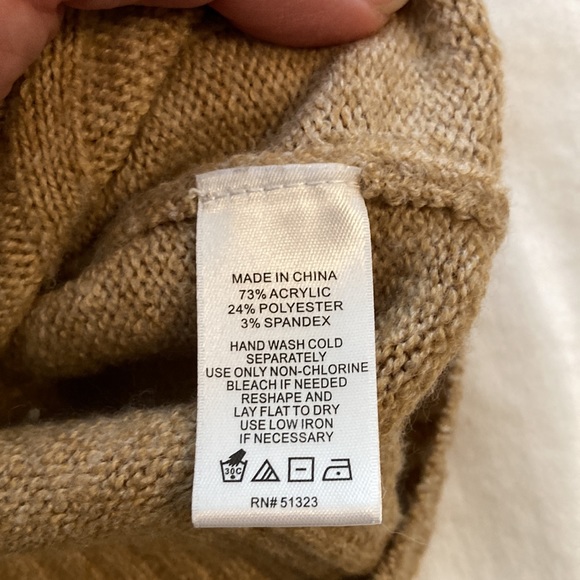 MADE IN CHINA
73% ACRYLIC
24% POLYESTER
3% SPANDEX
HAND WASH COLD
SEPARATELY
USE ONLY NON-CHLORINE
BLEACH IF NEEDED
RESHAPE AND
LAY FLAT TO DRY
USE LOW IRON
IF NECESSARY
30C
RN# 51323